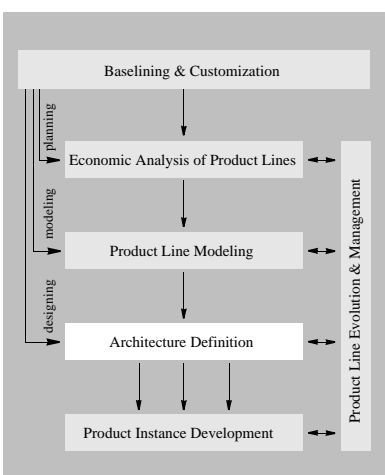 Baselining & Customization
planning
Economic Analysis of Product Lines
modeling
Product Line Modeling
designing
Architecture Definition
Product Instance Development
Product Line Evolution & Management